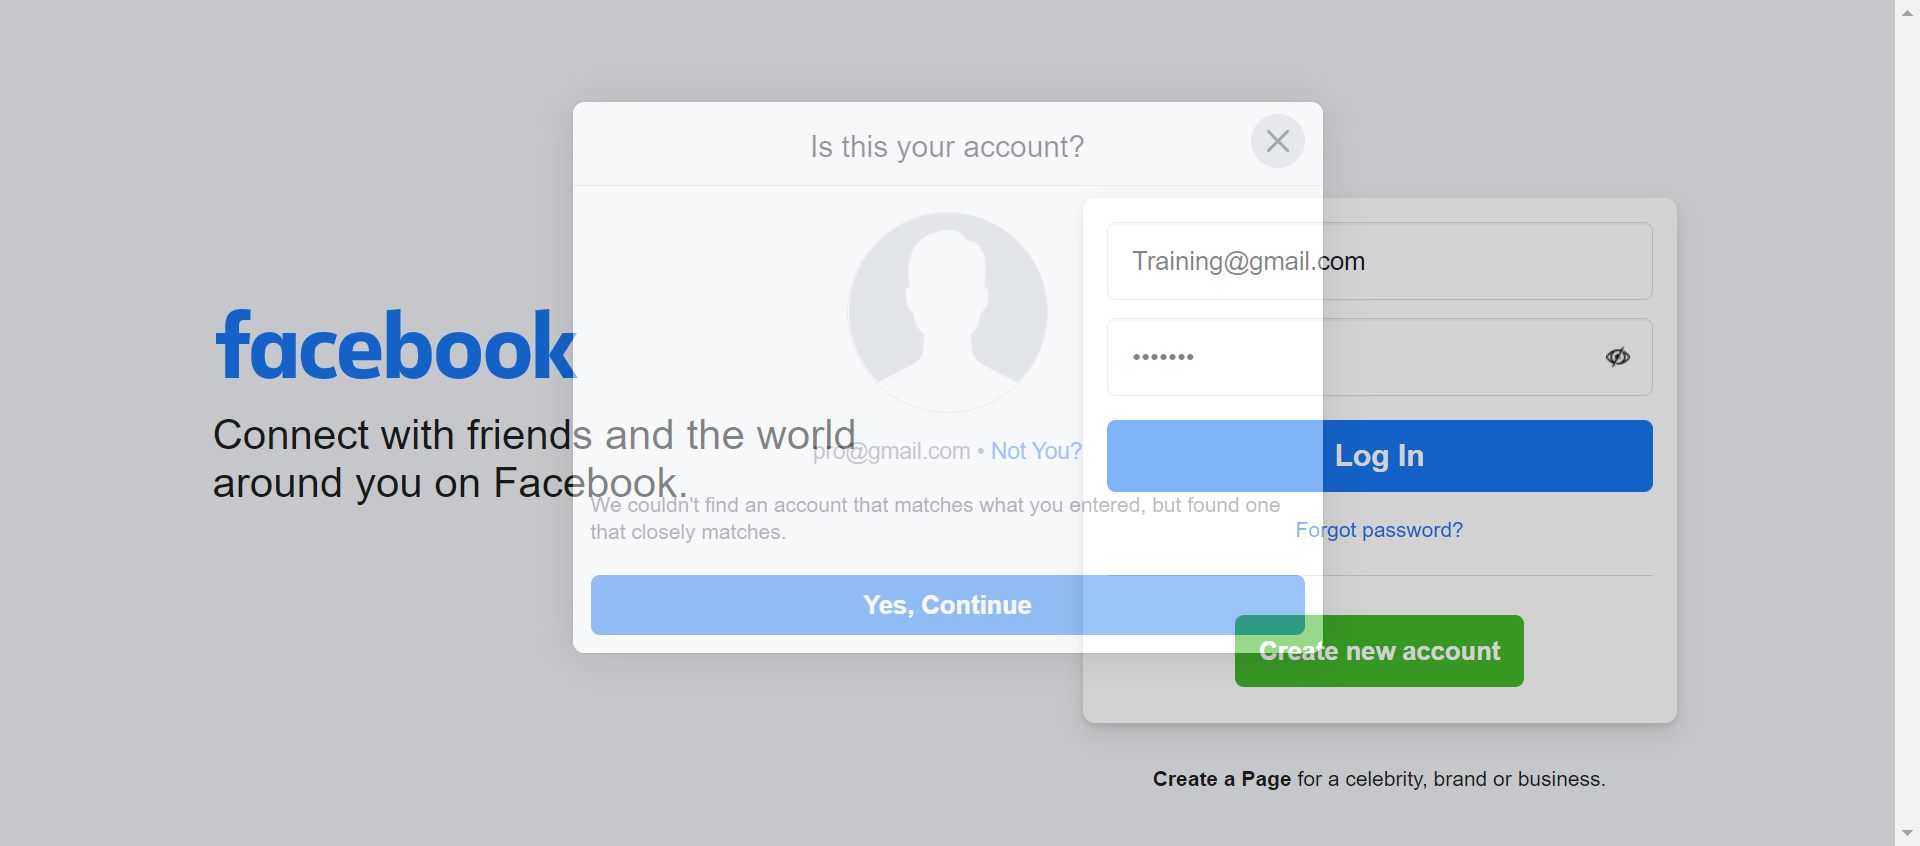 Is this your account?
Training@gmail.com
•••••••
facebook
Connect with friends and the world
around you on Facebook.
pro@gmail.com • Not You?
Log In
We couldn't find an account that matches what you entered, but found one
that closely matches.
Forgot password?
Yes, Continue
Create new account
Create a Page for a celebrity, brand or business.